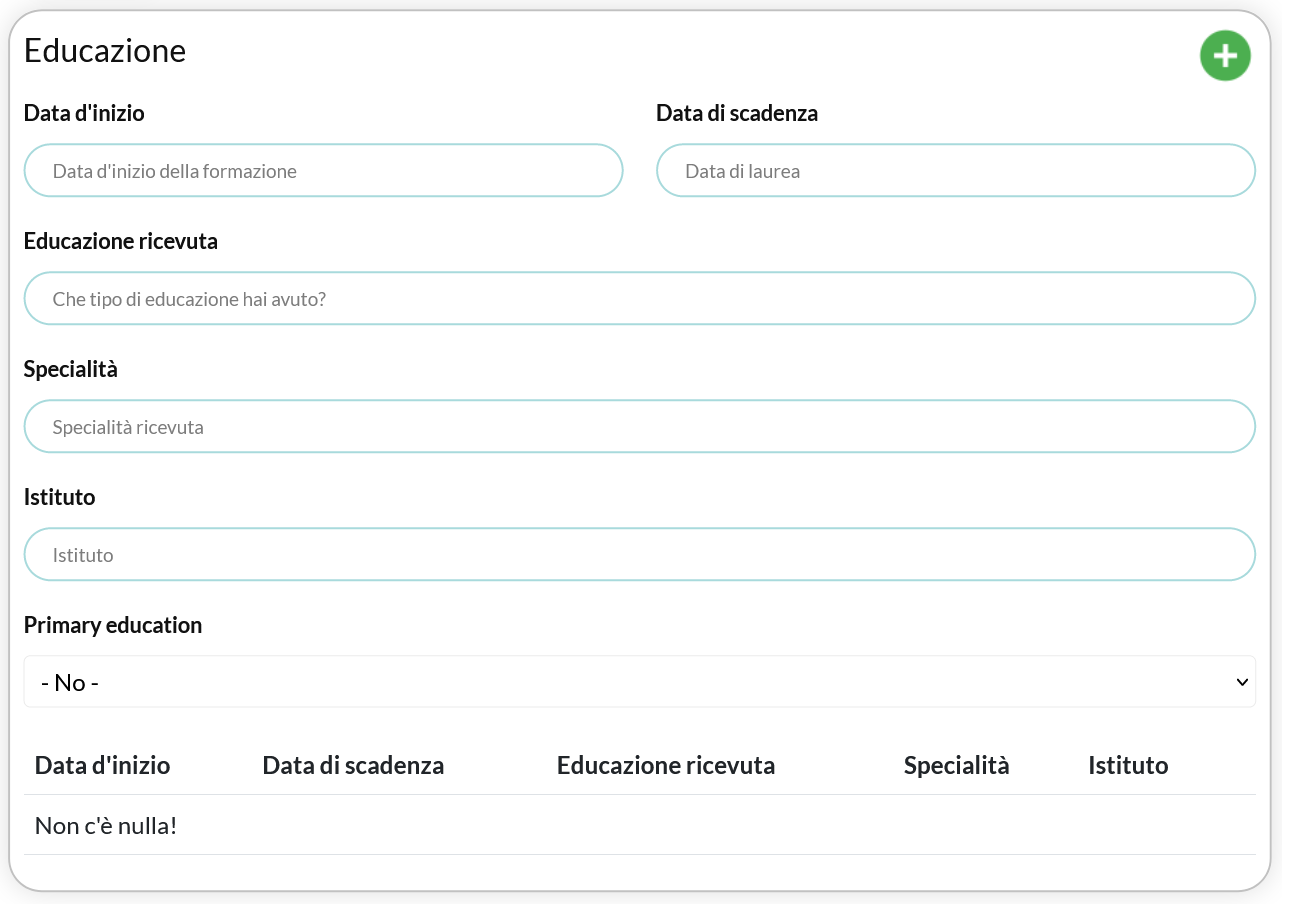 Educazione
Data d'inizio Data di scadenza
Data d'inizio della formazione Data di laurea
Educazione ricevuta
Che tipo di educazione hai avuto?
Specialità
Specialità ricevuta
Istituto
Istituto
Primary education
- No -
Data d'inizio Data di scadenza Educazione ricevuta Specialità Istituto
Non c'è nulla!